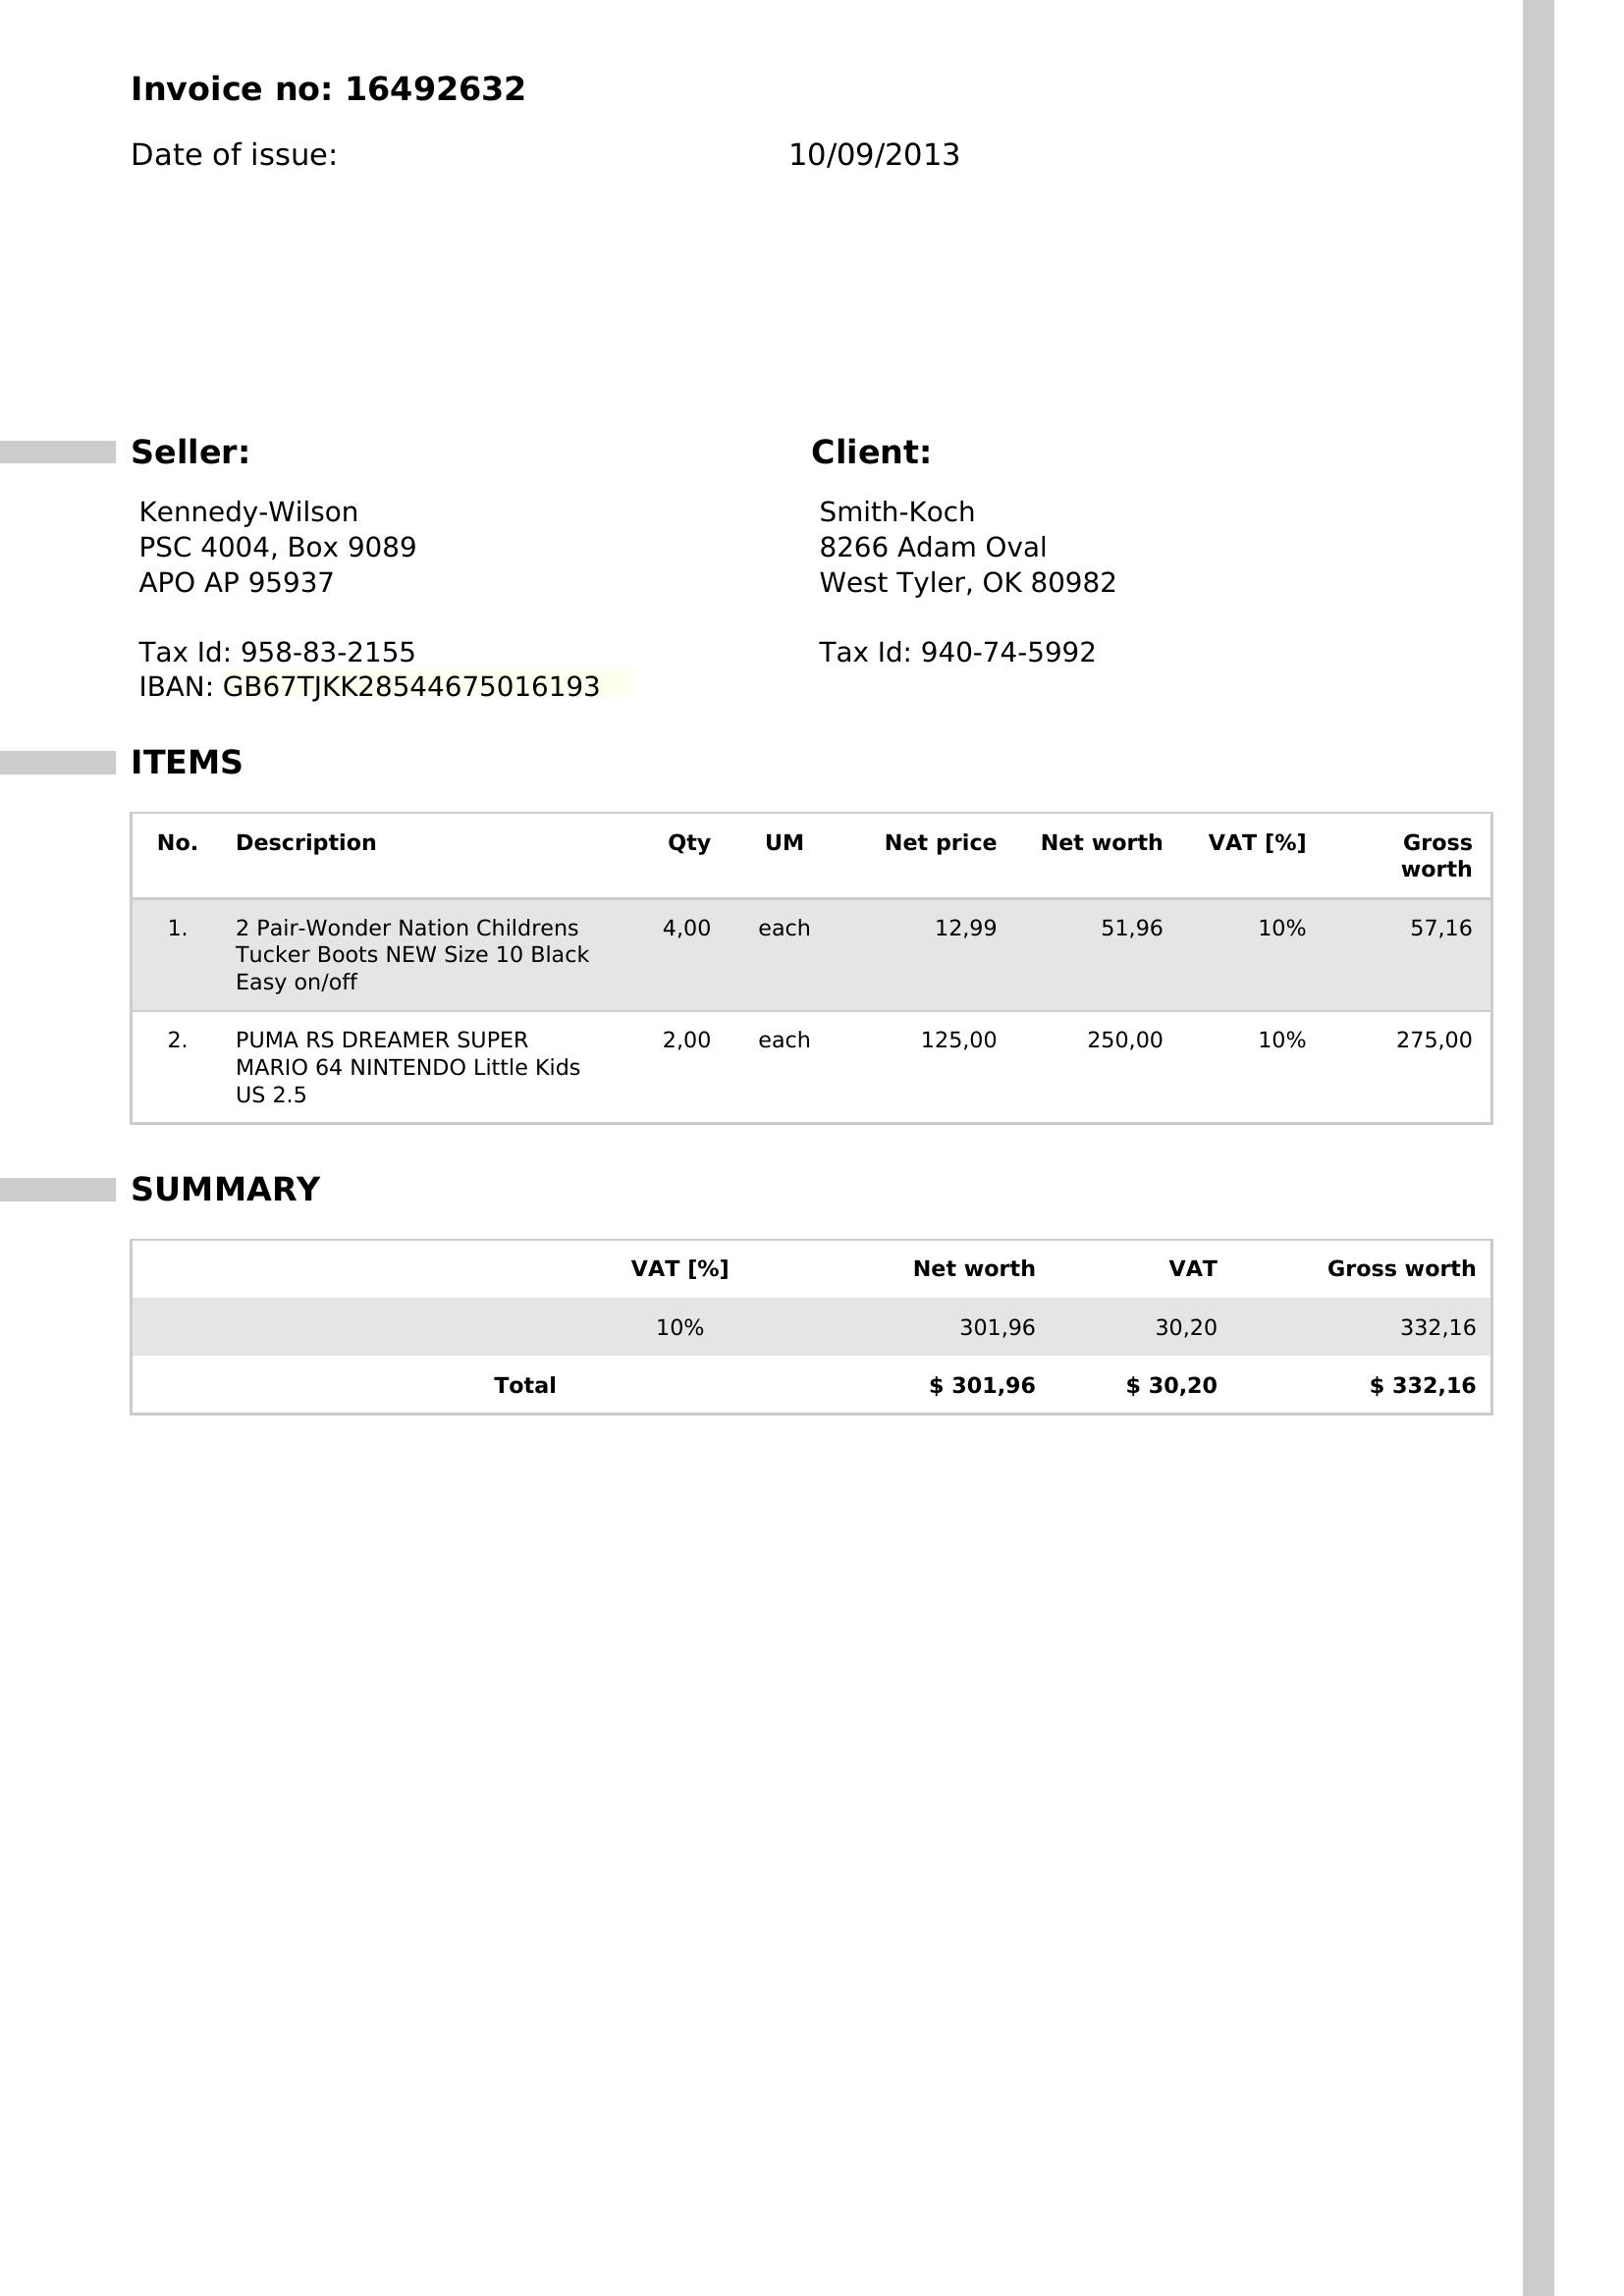 Invoice no: 16492632
Date of issue: 10/09/2013
Seller:
Kennedy-Wilson
PSC 4004, Box 9089
APO AP 95937
Tax Id: 958-83-2155
IBAN: GB67TJKK28544675016193
Client:
Smith-Koch
8266 Adam Oval
West Tyler, OK 80982
Tax Id: 940-74-5992
ITEMS
No. Description Qty UM Net price Net worth VAT [%] Gross
worth
1. 2 Pair-Wonder Nation Childrens 4,00 each 12,99 51,96 10% 57,16
Tucker Boots NEW Size 10 Black
Easy on/off
2. PUMA RS DREAMER SUPER 2,00 each 125,00 250,00 10% 275,00
MARIO 64 NINTENDO Little Kids
US 2.5
SUMMARY
VAT [%] Net worth VAT Gross worth
10% 301,96 30,20 332,16
Total $ 301,96 $ 30,20 $ 332,16